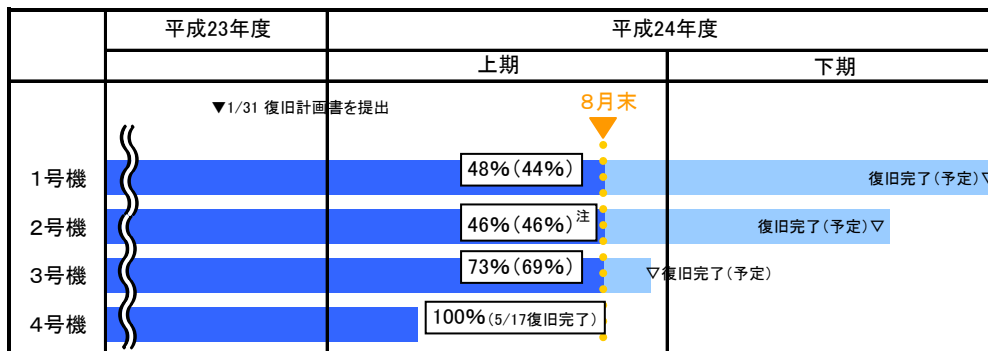 平成23年度
平成24年度
上期
下期
▼1/31 復旧計画書を提出
8月末
1号機
48%(44%)
復旧完了(予定)▽
2号機
46%(46%)注
復旧完了(予定)▽
3号機
73%(69%)
▽復旧完了(予定)
4号機
100%(5/17復旧完了)